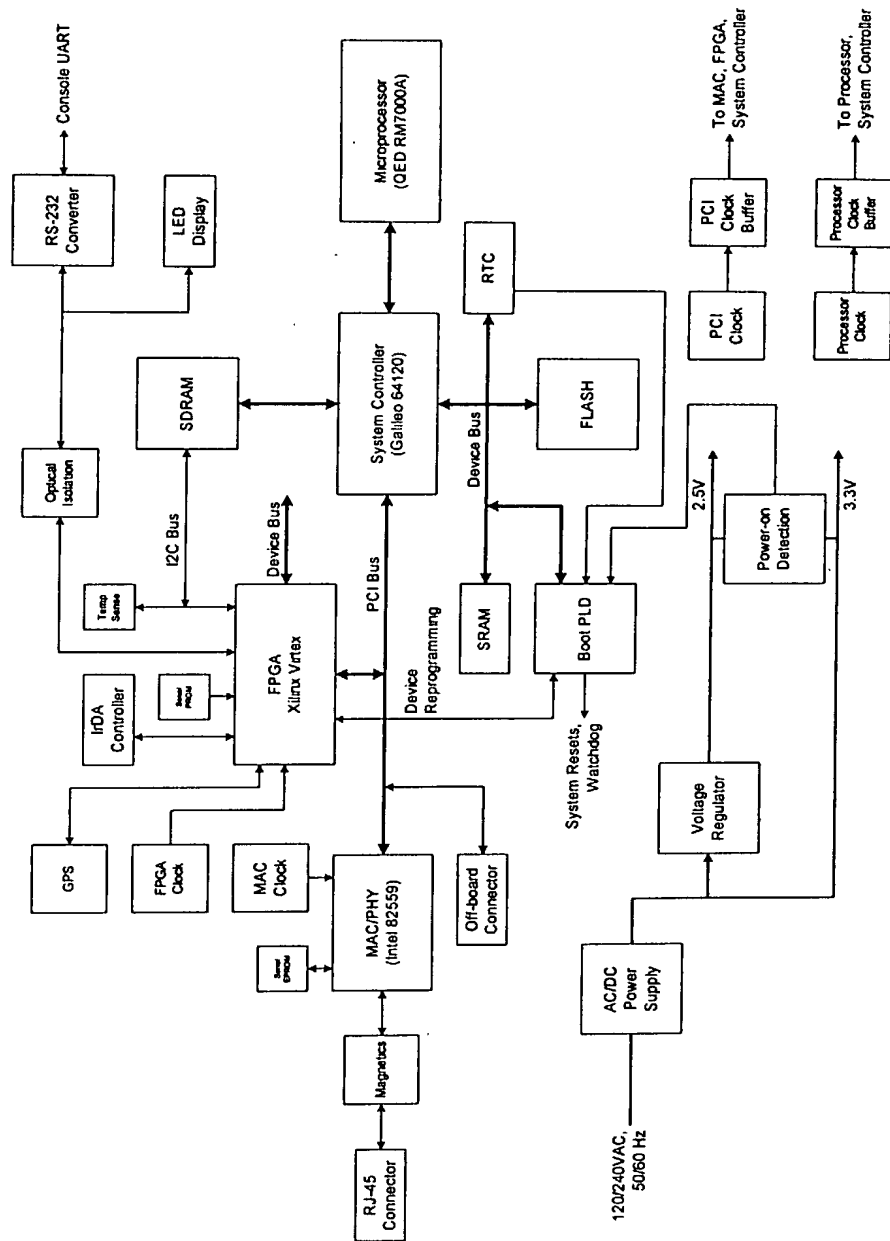 Console UART
RS-232
Converter
LED
Display
Optical
Isolation
SDRAM
I2C Bus
Temp
Sense
IrDA
Controller
Serial
PROM
GPS
FPGA
Clock
FPGA
Xilinx Virtex
Device Bus
Microprocessor
(QED RM7000A)
System Controller
(Galileo 64120)
PCI Bus
MAC
Clock
Serial
EPROM
MAC/PHY
(Intel 82559)
Magnetics
RJ-45
Connector
Off-board
Connector
Device
Reprogramming
RTC
Device Bus
SRAM
FLASH
Boot PLD
System Resets,
Watchdog
To MAC, FPGA,
System Controller
PCI
Clock
Buffer
PCI
Clock
To Processor,
System Controller
Processor
Clock
Buffer
Processor
Clock
2.5V
Power-on
Detection
3.3V
Voltage
Regulator
AC/DC
Power
Supply
120/240VAC,
50/60 Hz